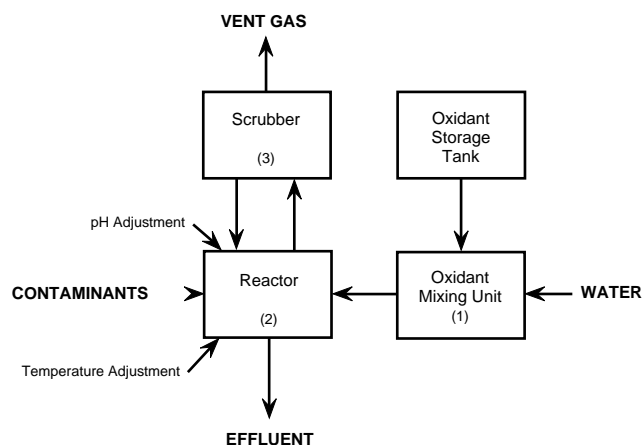 VENT GAS
Scrubber
(3)
Oxidant
Storage
Tank
pH Adjustment
CONTAMINANTS
Reactor
(2)
Oxidant
Mixing Unit
(1)
WATER
Temperature Adjustment
EFFLUENT